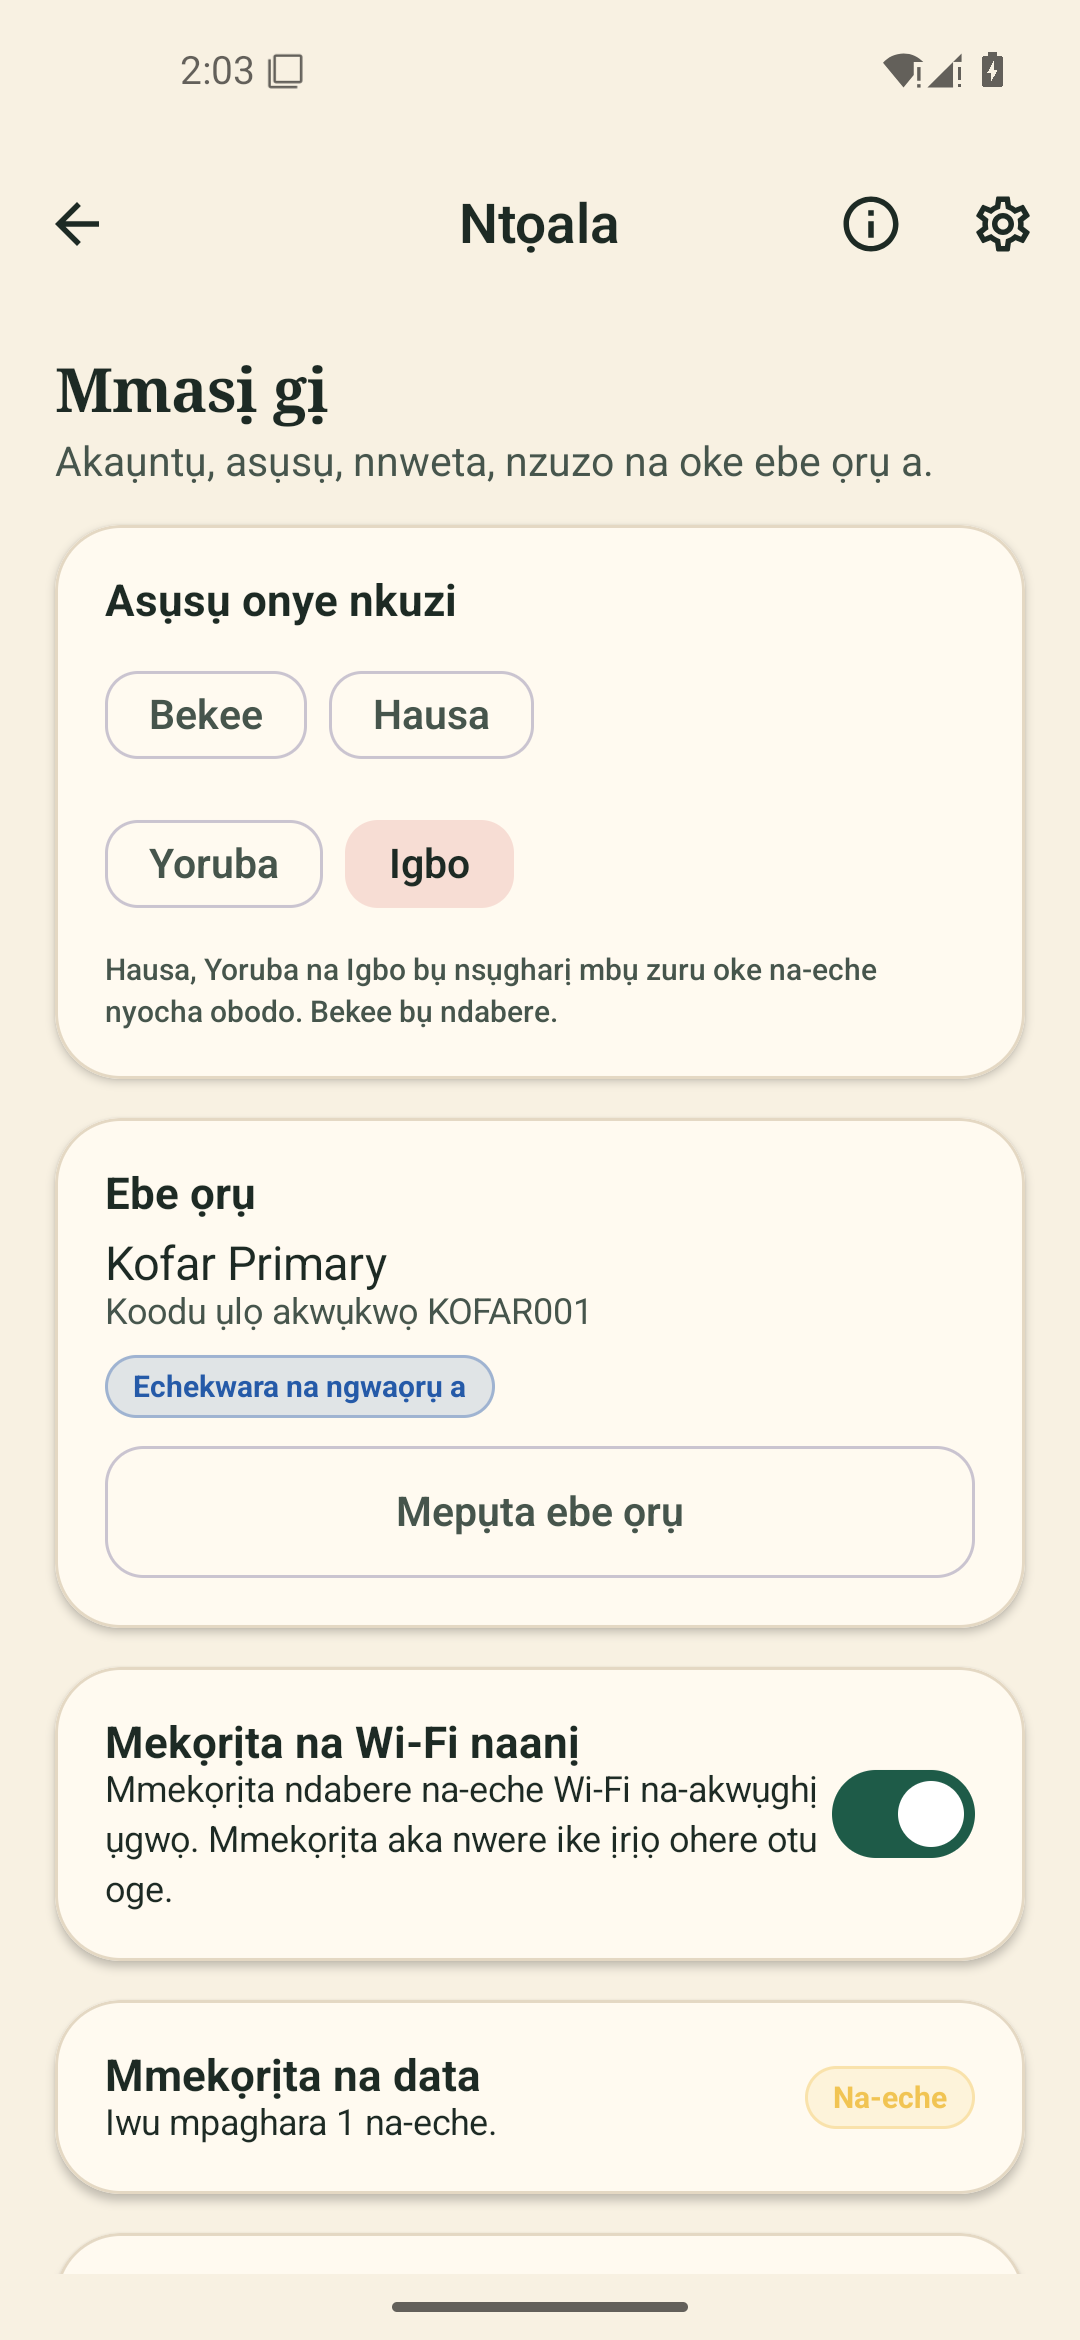 2:03
Ntọala
Mmasị gị
Akaụntụ, asụsụ, nnweta, nzuzo na oke ebe ọrụ a.
Asụsụ onye nkuzi
Bekee
Hausa
Yoruba
Igbo
Hausa, Yoruba na Igbo bụ nsụgharị mbụ zuru oke na-eche
nyocha obodo. Bekee bụ ndabere.
Ebe ọrụ
Kofar Primary
Koodu ụlọ akwụkwọ KOFAR001
Echekwara na ngwaọrụ a
Mepụta ebe ọrụ
Mekọrịta na Wi-Fi naanị
Mmekọrịta ndabere na-eche Wi-Fi na-akwụghị
ụgwọ. Mmekọrịta aka nwere ike ịrịọ ohere otu
oge.
Mmekọrịta na data
Iwu mpaghara 1 na-eche.
Na-eche